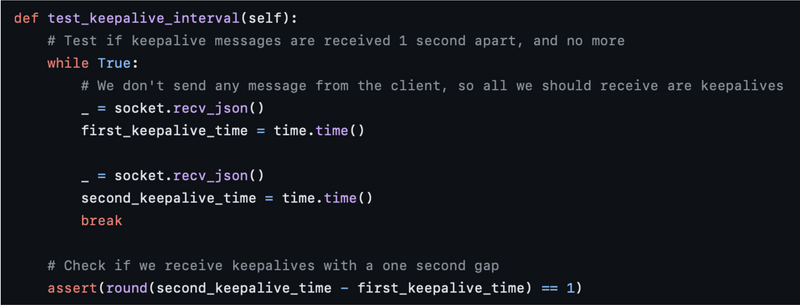 def test_keepalive_interval(self):
    # Test if keepalive messages are received 1 second apart, and no more
    while True:
        # We don't send any message from the client, so all we should receive are keepalives
        _ = socket.recv_json()
        first_keepalive_time = time.time()

        _ = socket.recv_json()
        second_keepalive_time = time.time()
        break

    # Check if we receive keepalives with a one second gap
    assert(round(second_keepalive_time - first_keepalive_time) == 1)